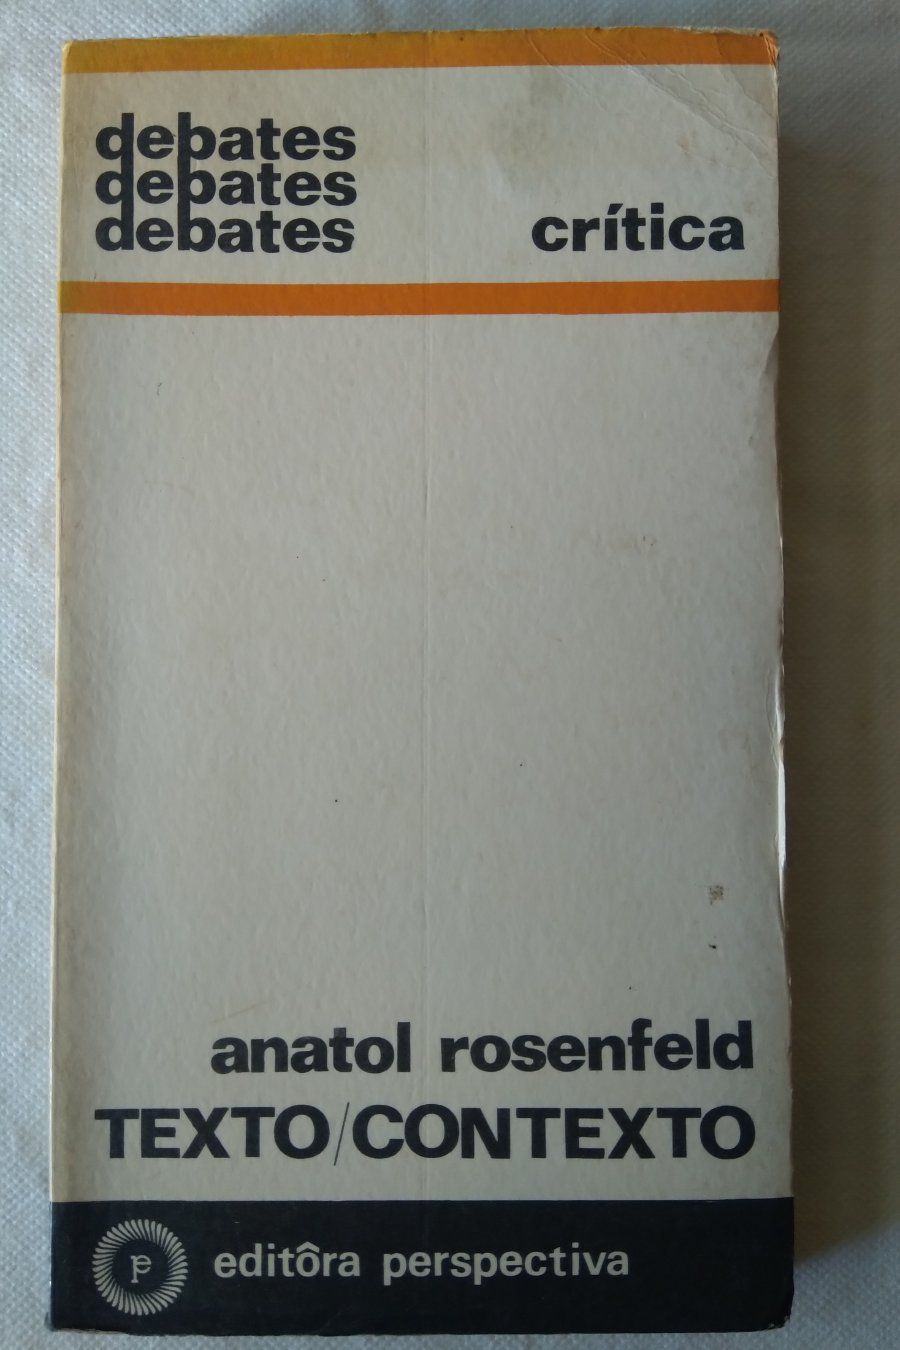 debates
debates
debates crítica
anatol rosenfeld
TEXTO/CONTEXTO
editôra perspectiva